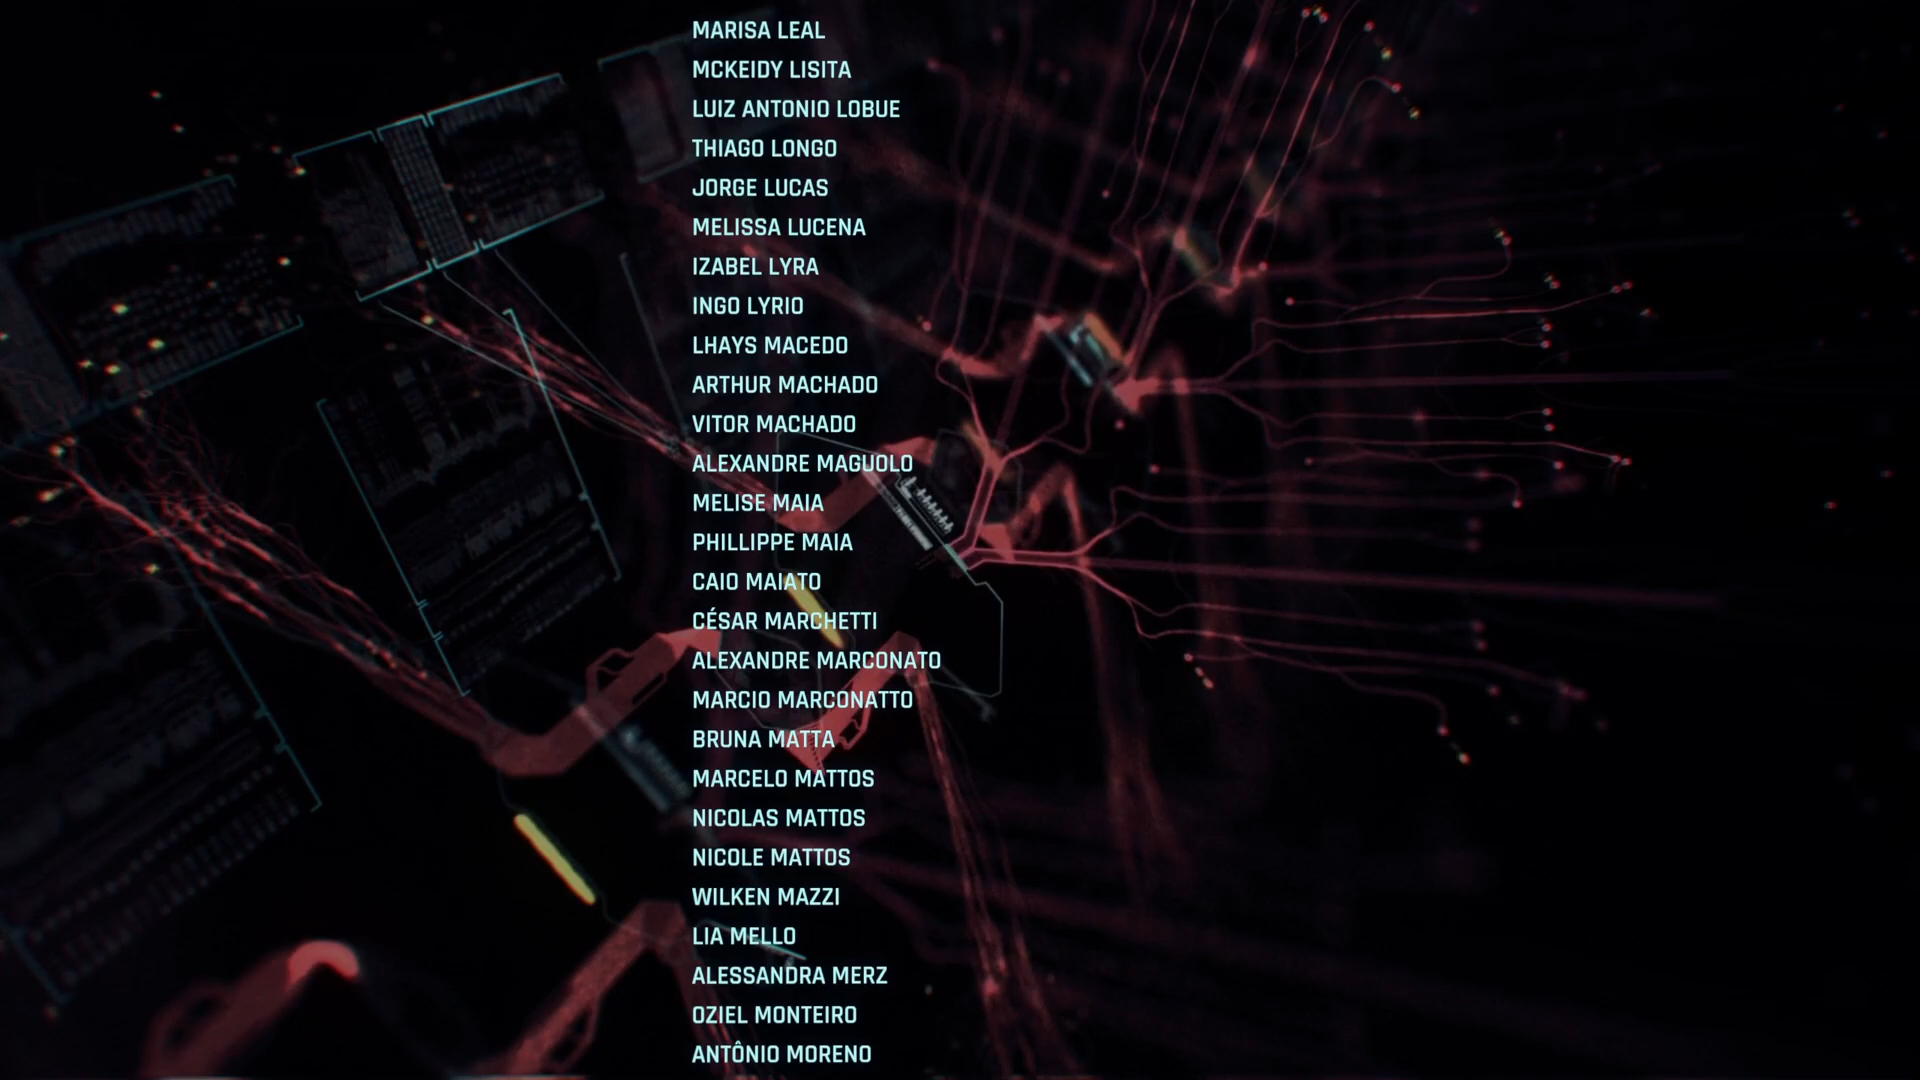 MARISA LEAL
MCKEIDY LISITA
LUIZ ANTONIO LOBUE
THIAGO LONGO
JORGE LUCAS
MELISSA LUCENA
IZABEL LYRA
INGO LYRIO
LHAYS MACEDO
ARTHUR MACHADO
VITOR MACHADO
ALEXANDRE MAGUOLO
MELISE MAIA
PHILLIPPE MAIA
CAIO MAIATO
CÉSAR MARCHETTI
ALEXANDRE MARCONATO
MARCIO MARCONATTO
BRUNA MATTA
MARCELO MATTOS
NICOLAS MATTOS
NICOLE MATTOS
WILKEN MAZZI
LIA MELLO
ALESSANDRA MERZ
OZIEL MONTEIRO
ANTÔNIO MORENO